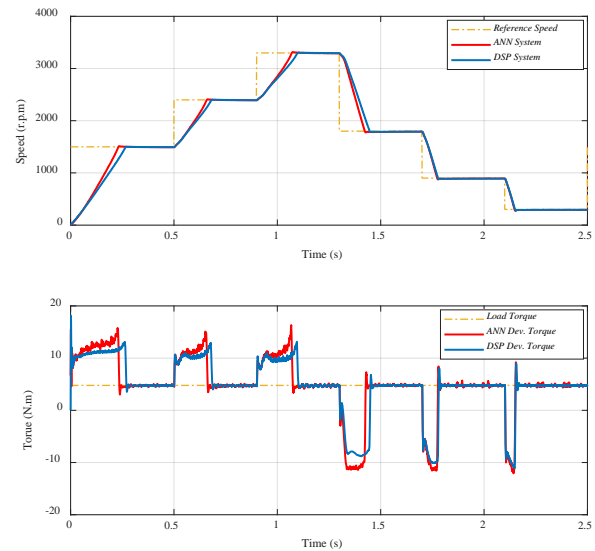 4000
3000
2000
1000
0
Speed (r.p.m)
Reference Speed
ANN System
DSP System
0 0.5 1 1.5 2 2.5
Time (s)
20
10
0
-10
-20
Torue (N.m)
Load Torque
ANN Dev. Torque
DSP Dev. Torque
0 0.5 1 1.5 2 2.5
Time (s)